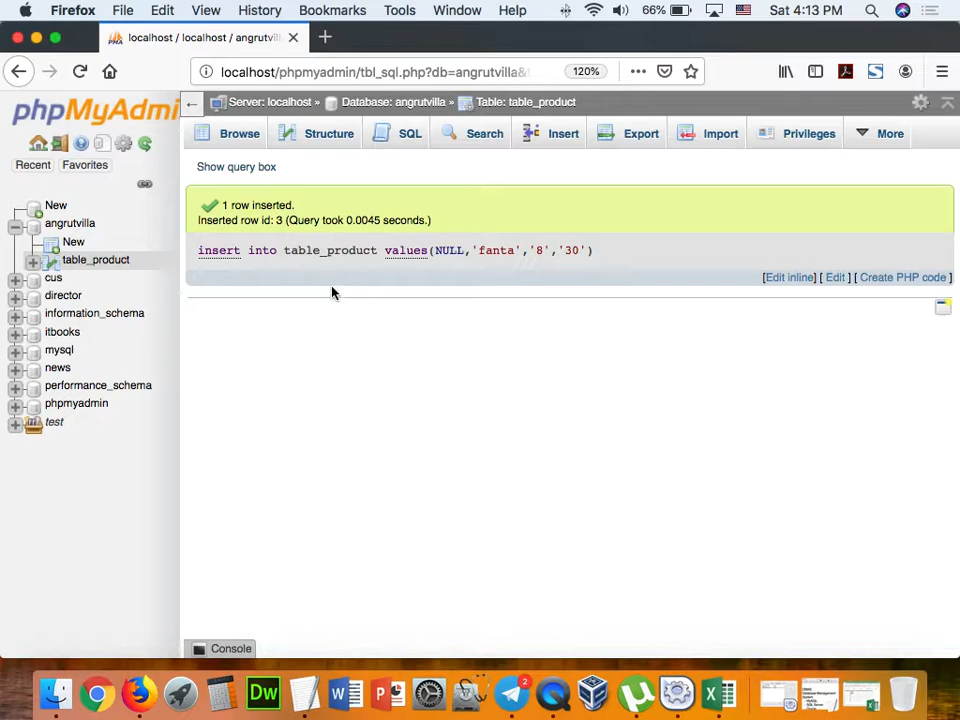 Firefox File Edit View History Bookmarks Tools Window Help 66% Sat 4:13 PM
PMA localhost / localhost / angrutvill
localhost/phpmyadmin/tbl_sql.php?db=angrutvilla& 120%
phpMyAdmi
Recent Favorites
New
angrutvilla
New
table_product
cus
director
information_schema
itbooks
mysql
news
performance_schema
phpmyadmin
test
Server: localhost » Database: angrutvilla » Table: table_product
Browse Structure SQL Search Insert Export Import Privileges More
Show query box
1 row inserted.
Inserted row id: 3 (Query took 0.0045 seconds.)
insert into table_product values(NULL,'fanta','8','30')
[Edit inline] [ Edit ] [ Create PHP code ]
Console
Dw W P 2 X